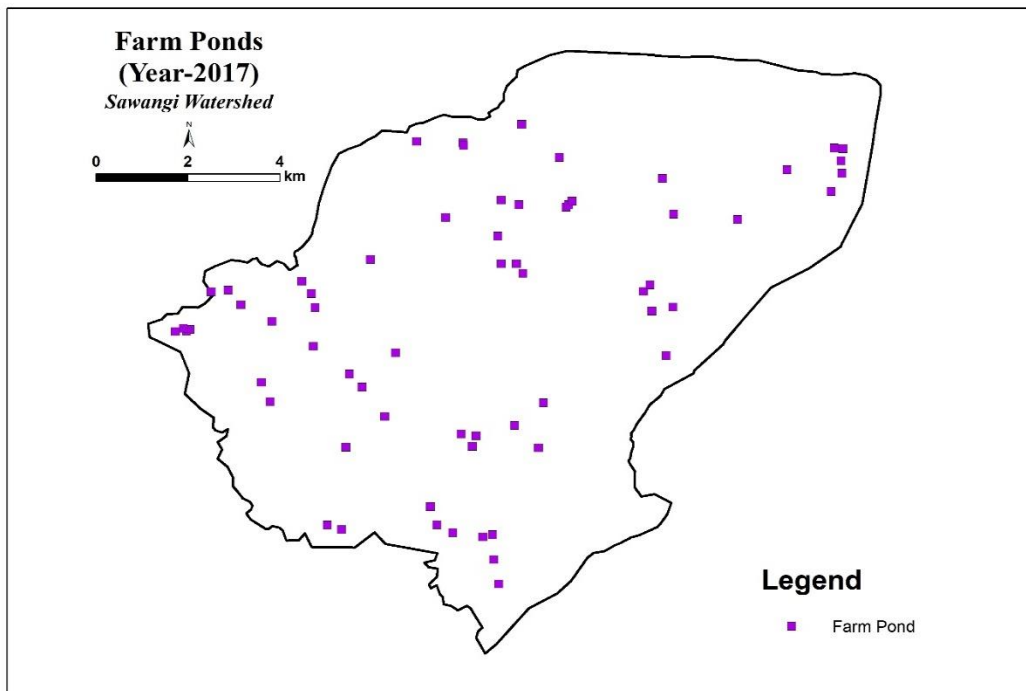 Farm Ponds
(Year-2017)
Sawangi Watershed
N
0 2 4
km
Legend
Farm Pond